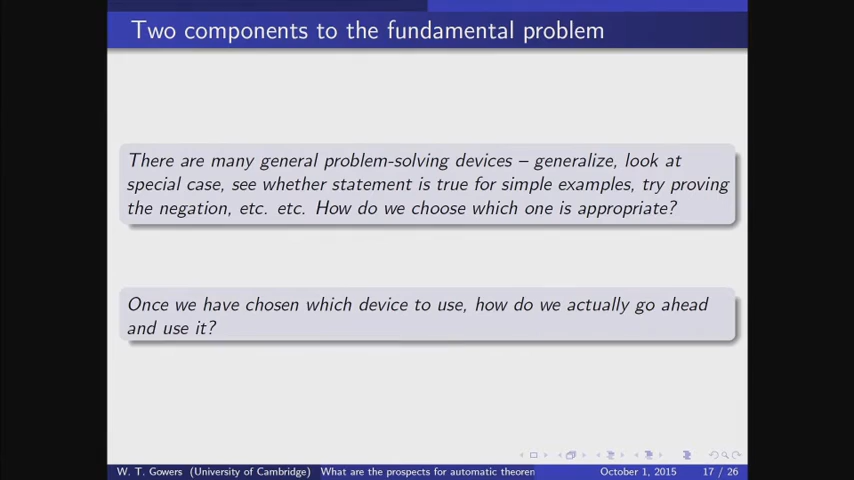 Two components to the fundamental problem
There are many general problem-solving devices – generalize, look at
special case, see whether statement is true for simple examples, try proving
the negation, etc. etc. How do we choose which one is appropriate?
Once we have chosen which device to use, how do we actually go ahead
and use it?
W. T. Gowers (University of Cambridge) What are the prospects for automatic theorem October 1, 2015 17 / 26